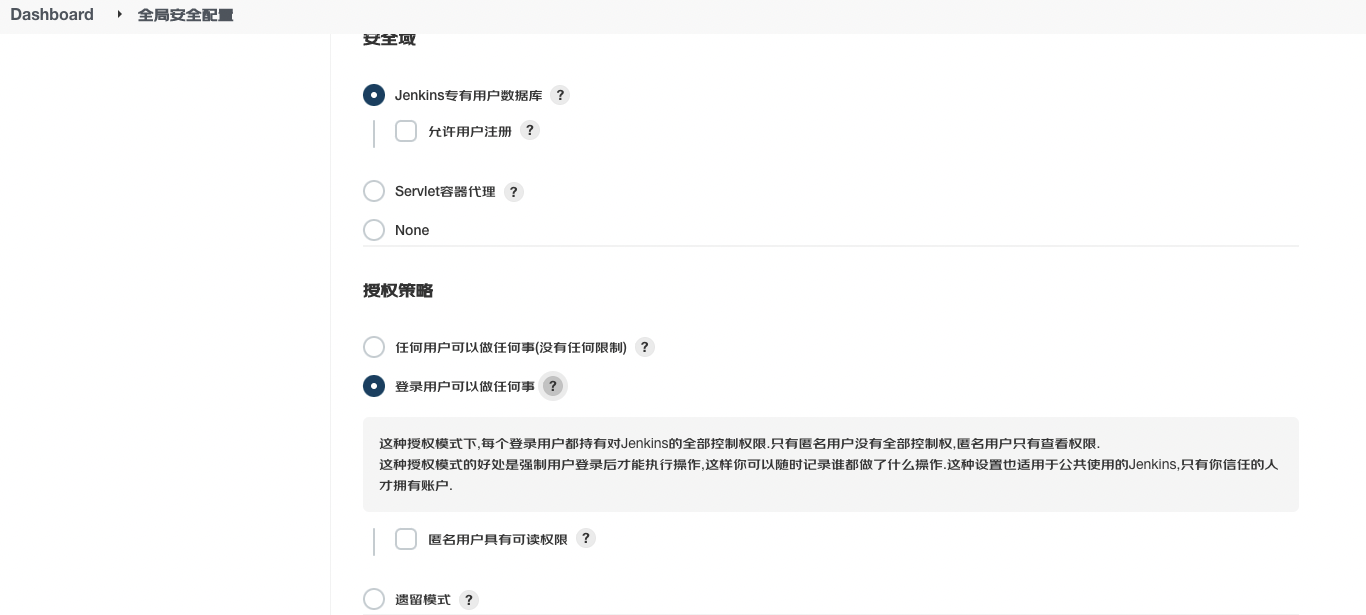 Dashboard 全局安全配置
安全域
Jenkins专有用户数据库 ?
允许用户注册 ?
Servlet容器代理 ?
None
授权策略
任何用户可以做任何事(没有任何限制) ?
登录用户可以做任何事 ?
这种授权模式下,每个登录用户都持有对Jenkins的全部控制权限.只有匿名用户没有全部控制权,匿名用户只有查看权限.
这种授权模式的好处是强制用户登录后才能执行操作,这样你可以随时记录谁都做了什么操作.这种设置也适用于公共使用的Jenkins,只有你信任的人
才拥有账户.
匿名用户具有可读权限 ?
遗留模式 ?